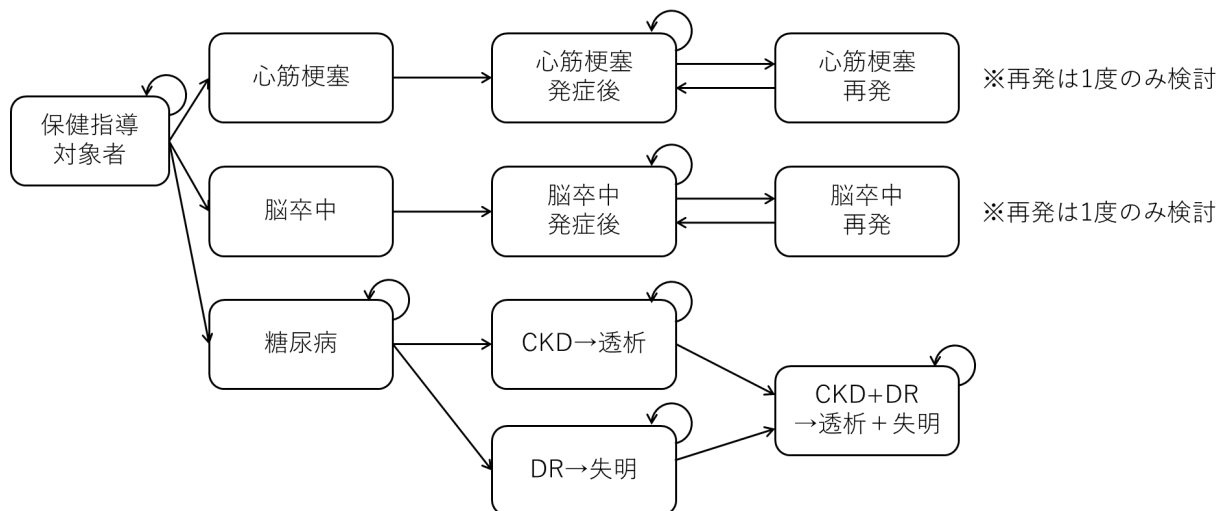 保健指導
対象者
心筋梗塞
心筋梗塞
発症後
心筋梗塞
再発
※再発は1度のみ検討
脳卒中
脳卒中
発症後
脳卒中
再発
※再発は1度のみ検討
糖尿病
CKD→透析
DR→失明
CKD+DR
→透析＋失明